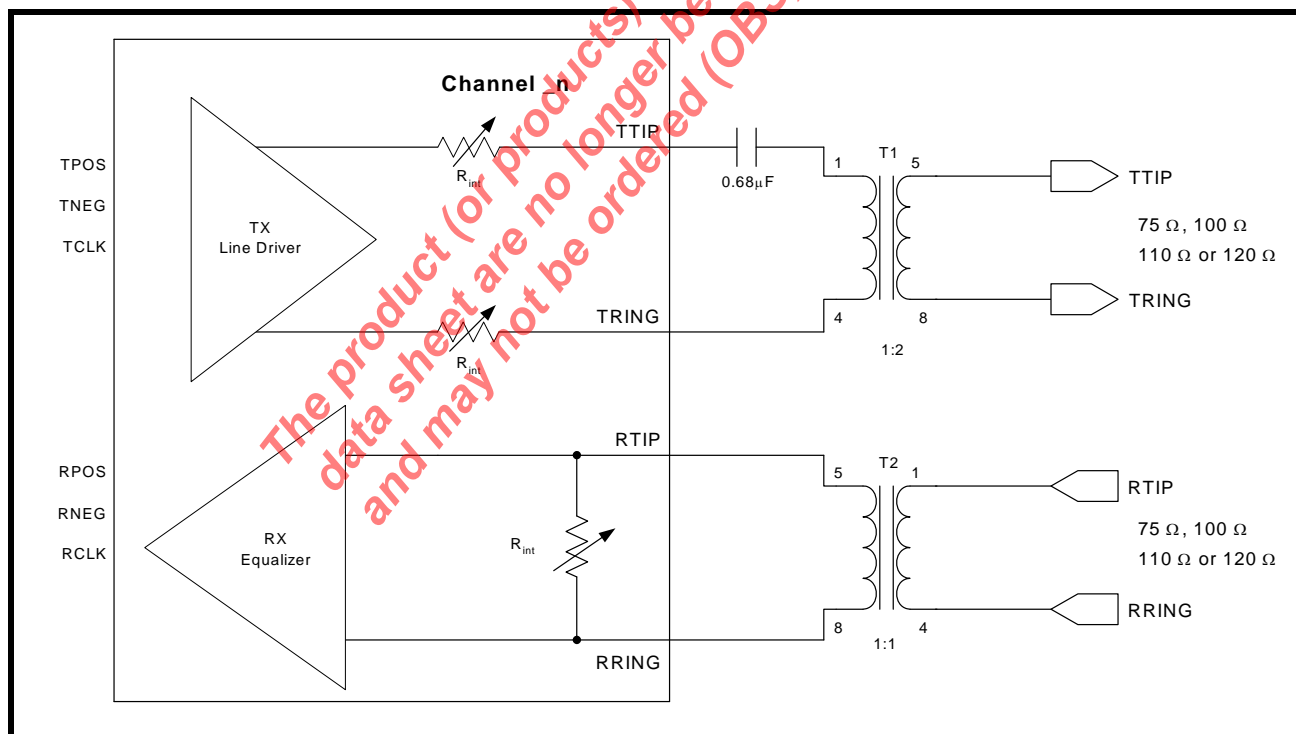 Channel _n
TTIP
R_int
TPOS
TNEG
TCLK
TX
Line Driver
0.68µF
1
T1
5
TTIP
75 Ω, 100 Ω
110 Ω or 120 Ω
TRING
TRING
4
8
R_int
1:2
RTIP
RPOS
RNEG
RCLK
RX
Equalizer
R_int
5
T2
1
RTIP
75 Ω, 100 Ω
110 Ω or 120 Ω
RRING
8
4
1:1
RRING
The product (or products)
data sheet are no longer be
and may not be ordered (OBS